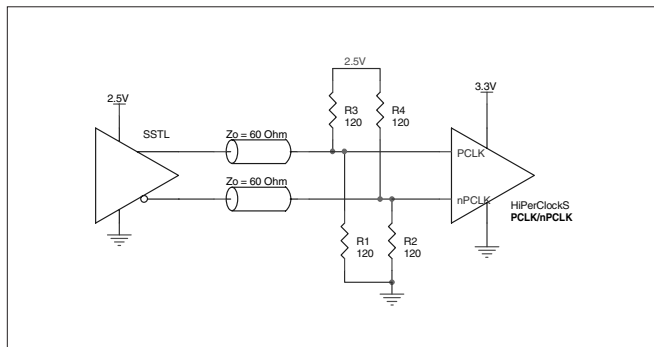 2.5V
3.3V
2.5V
R3
120
R4
120
SSTL
Zo = 60 Ohm
PCLK
Zo = 60 Ohm
nPCLK
HiPerClockS
PCLK/nPCLK
R1
120
R2
120